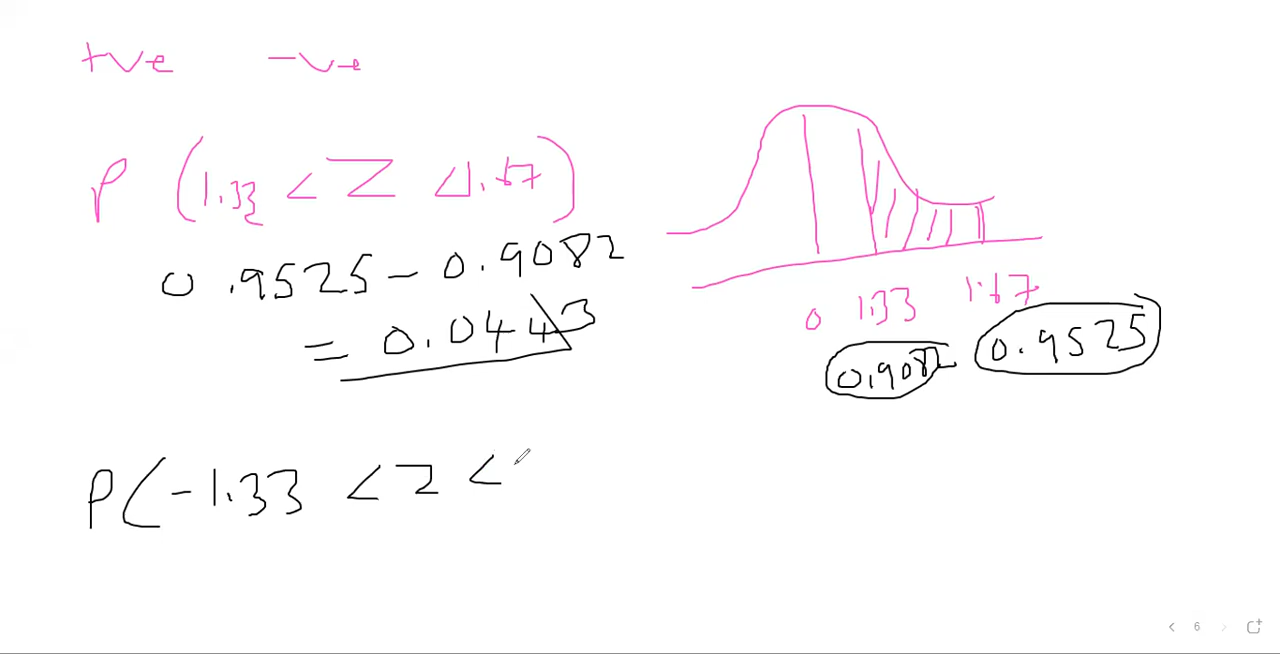 +ve -ve
P (1.33 < Z < 1.67)
0.9525 - 0.9082
= 0.0443
0 1.33 1.67
0.9082 0.9525
P(-1.33 < Z <
6